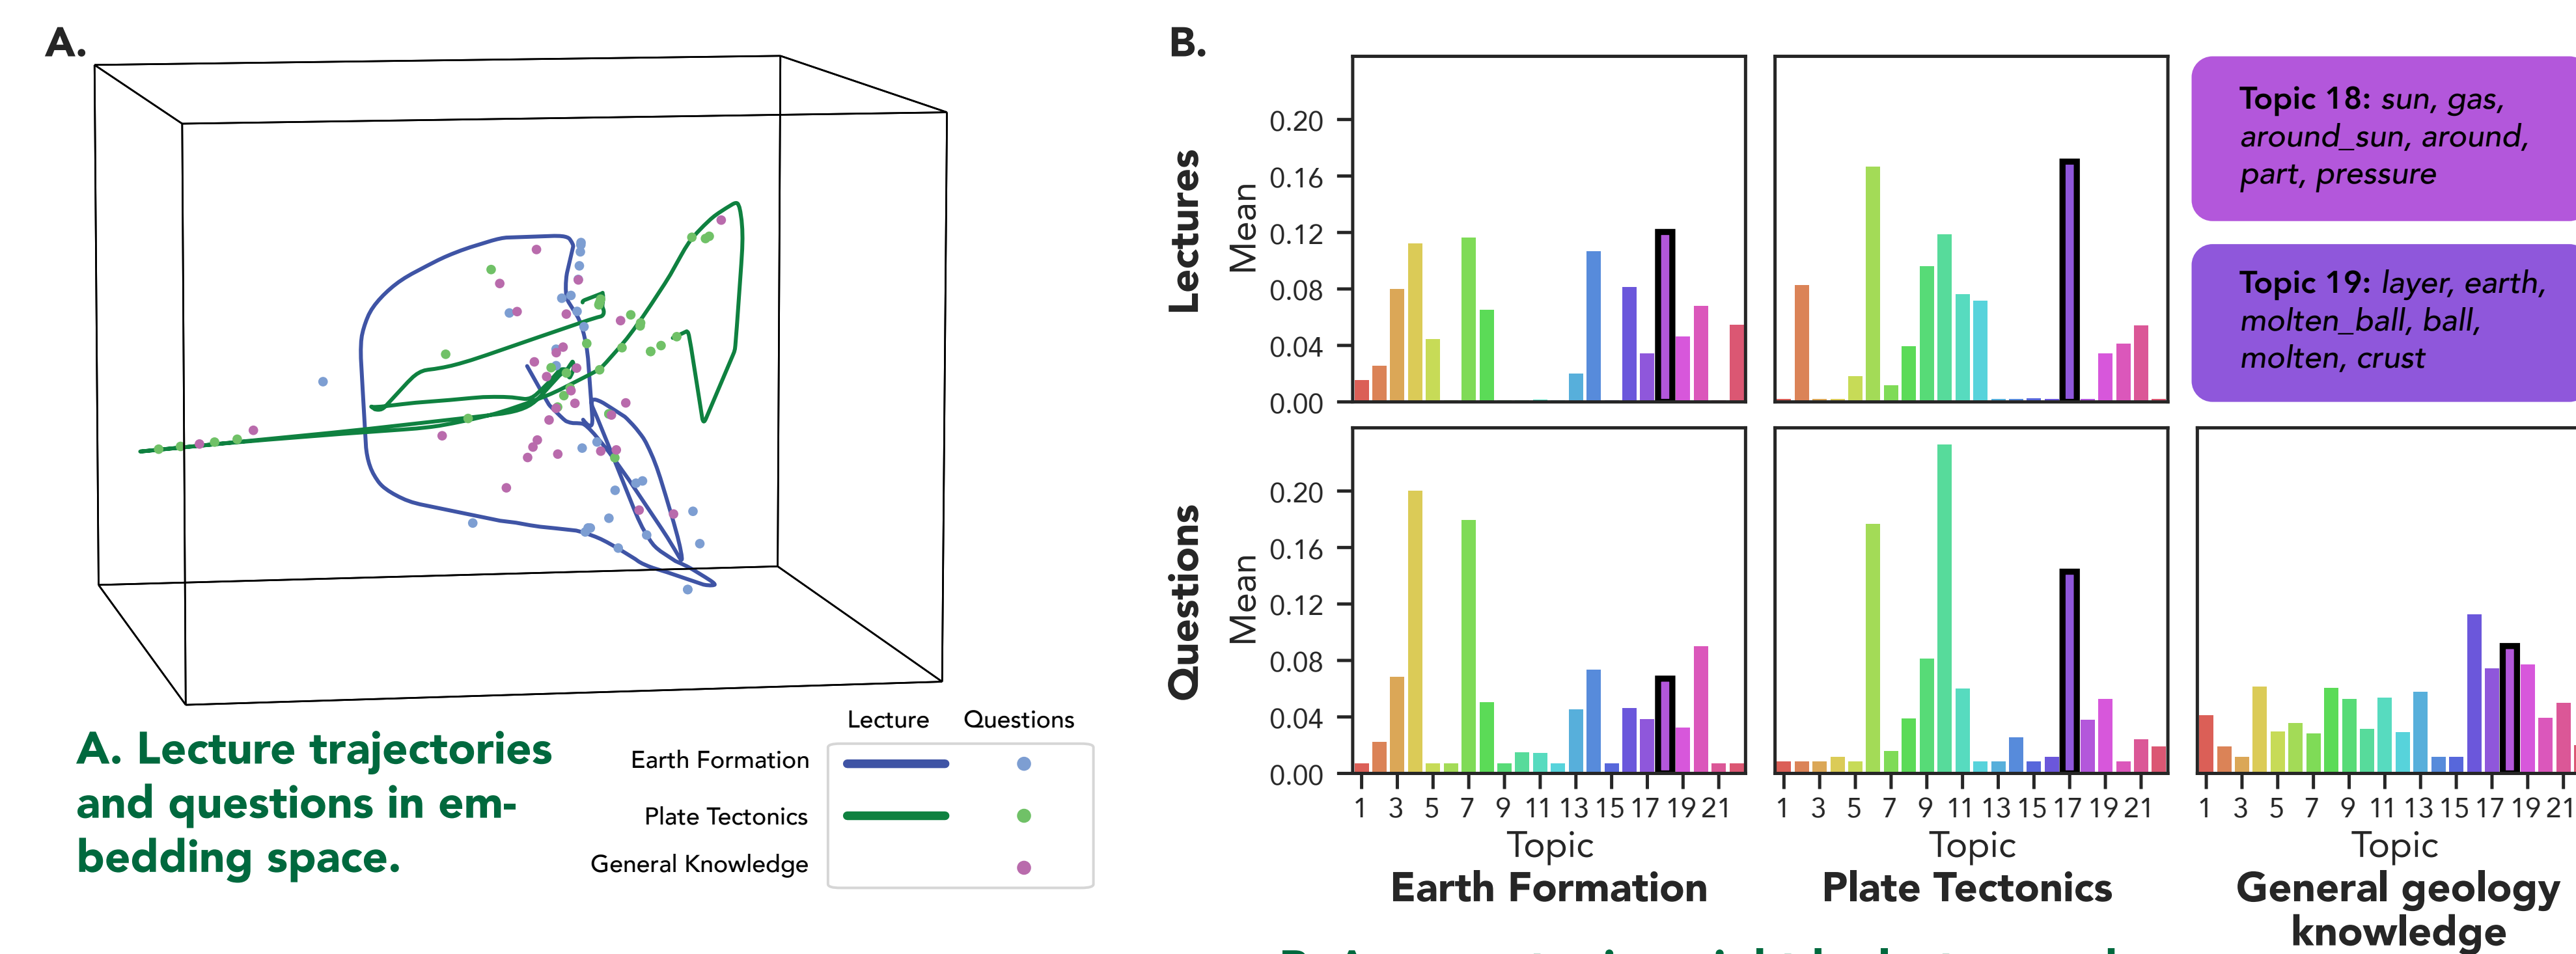 A.
A. Lecture trajectories
and questions in em-
bedding space.
Lecture Questions
Earth Formation
Plate Tectonics
General Knowledge
B.
Lectures
Mean
0.20
0.16
0.12
0.08
0.04
0.00
Topic 18: sun, gas,
around_sun, around,
part, pressure
Topic 19: layer, earth,
molten_ball, ball,
molten, crust
Questions
Mean
0.20
0.16
0.12
0.08
0.04
0.00
1 3 5 7 9 11 13 15 17 19 21
Topic
Earth Formation
1 3 5 7 9 11 13 15 17 19 21
Topic
Plate Tectonics
1 3 5 7 9 11 13 15 17 19 21
Topic
General geology
knowledge